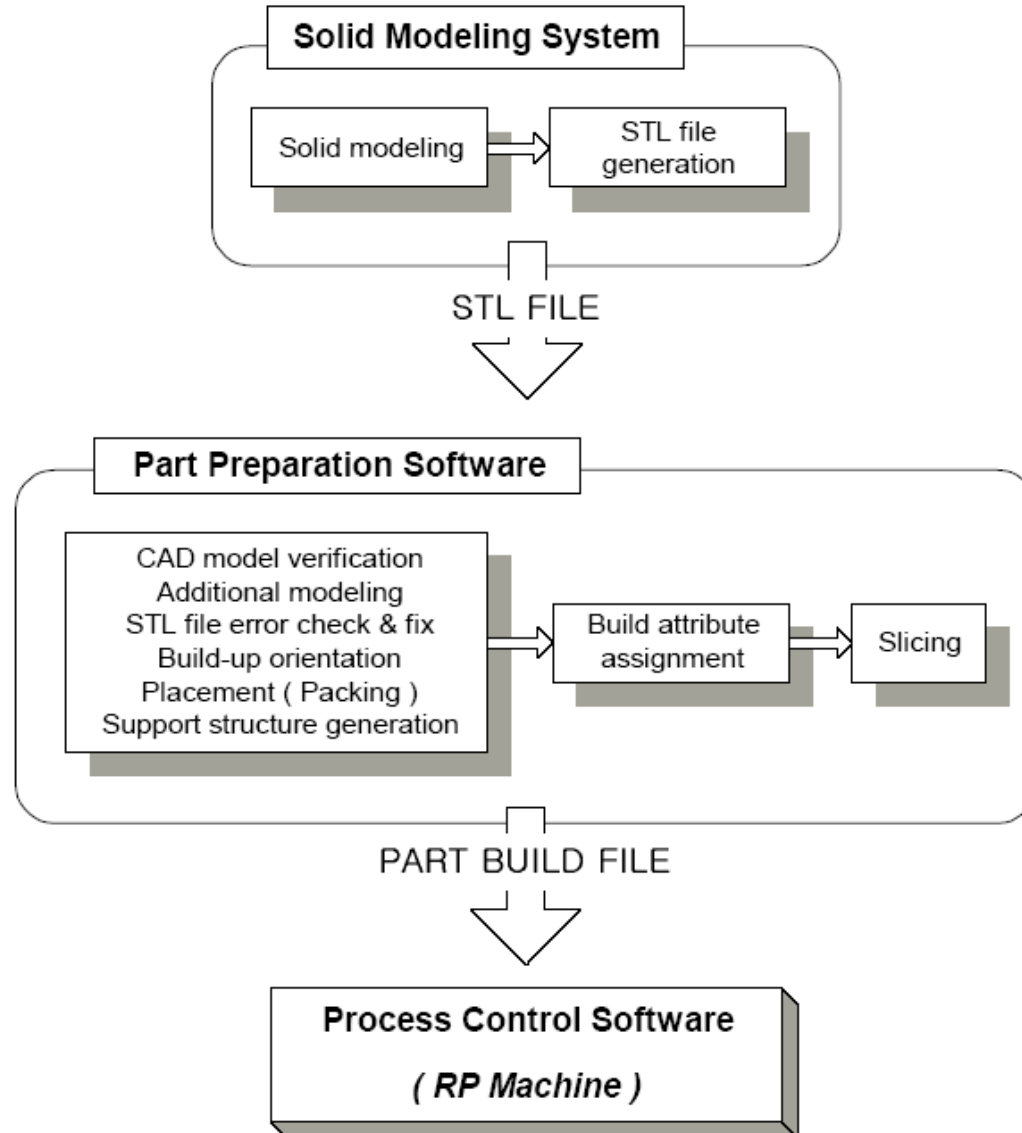 Solid Modeling System
Solid modeling
STL file
generation
STL FILE
Part Preparation Software
CAD model verification
Additional modeling
STL file error check & fix
Build-up orientation
Placement ( Packing )
Support structure generation
Build attribute
assignment
Slicing
PART BUILD FILE
Process Control Software
( RP Machine )